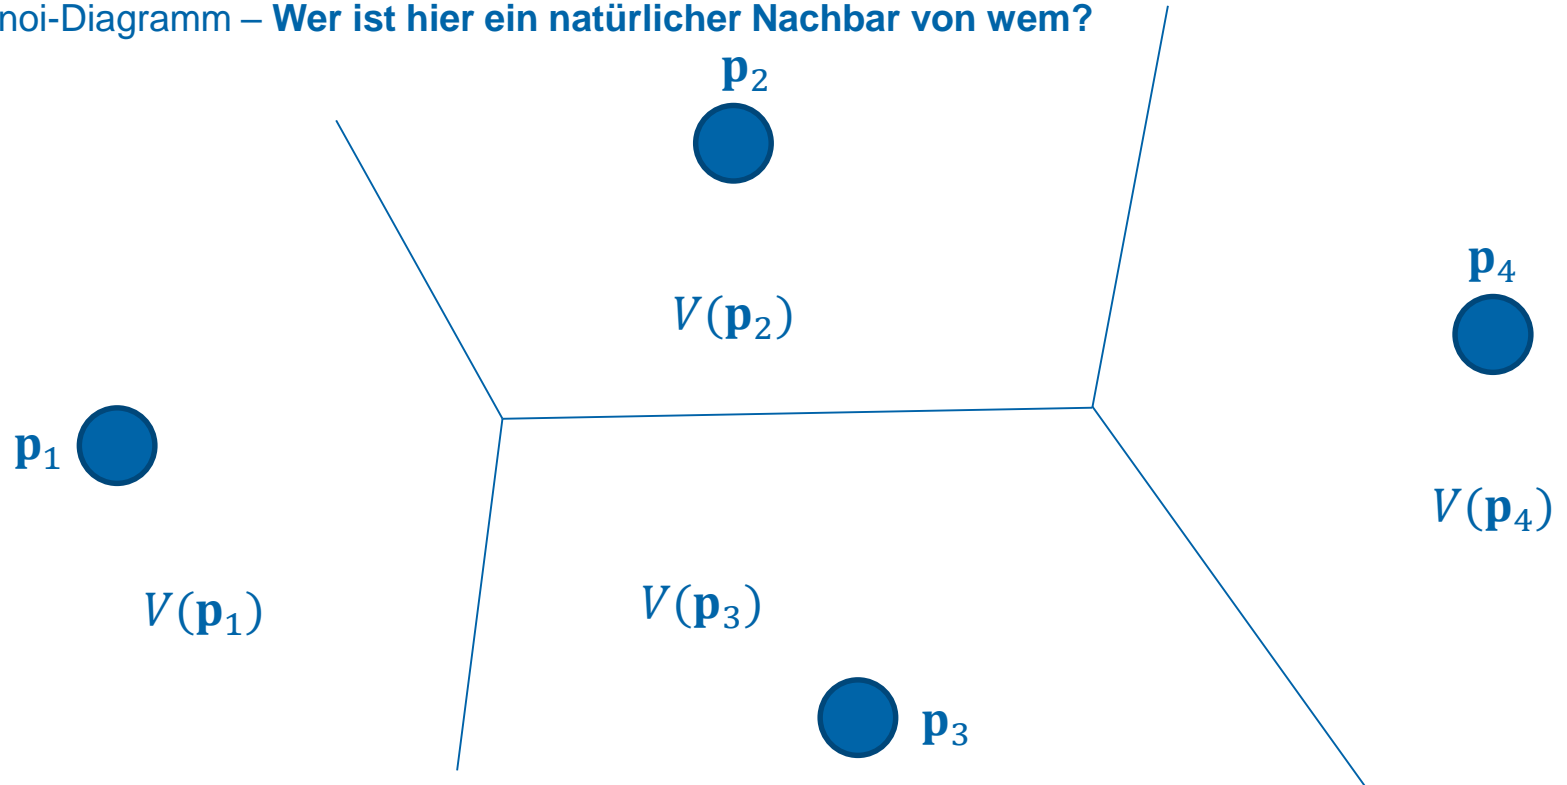 noi-Diagramm – Wer ist hier ein natürlicher Nachbar von wem?
p₂
p₄
V(p₂)
p₁
V(p₄)
V(p₁)
V(p₃)
p₃